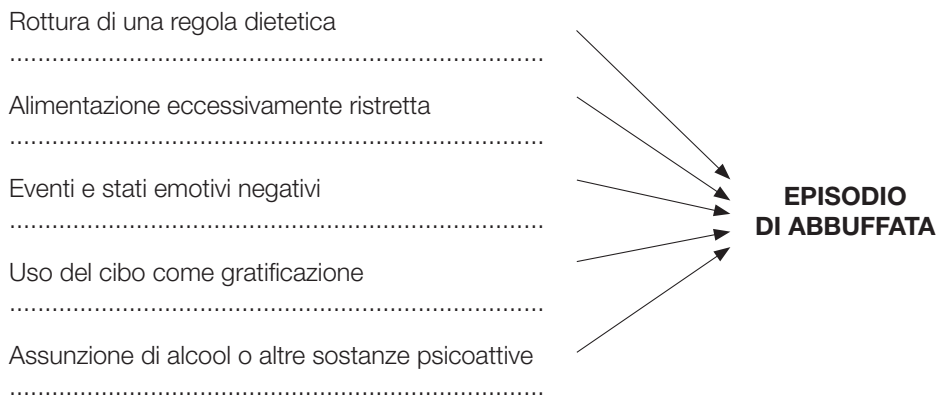 Rottura di una regola dietetica
............................................................................
Alimentazione eccessivamente ristretta
............................................................................
Eventi e stati emotivi negativi
............................................................................
EPISODIO
DI ABBUFFATA
Uso del cibo come gratificazione
............................................................................
Assunzione di alcool o altre sostanze psicoattive
............................................................................